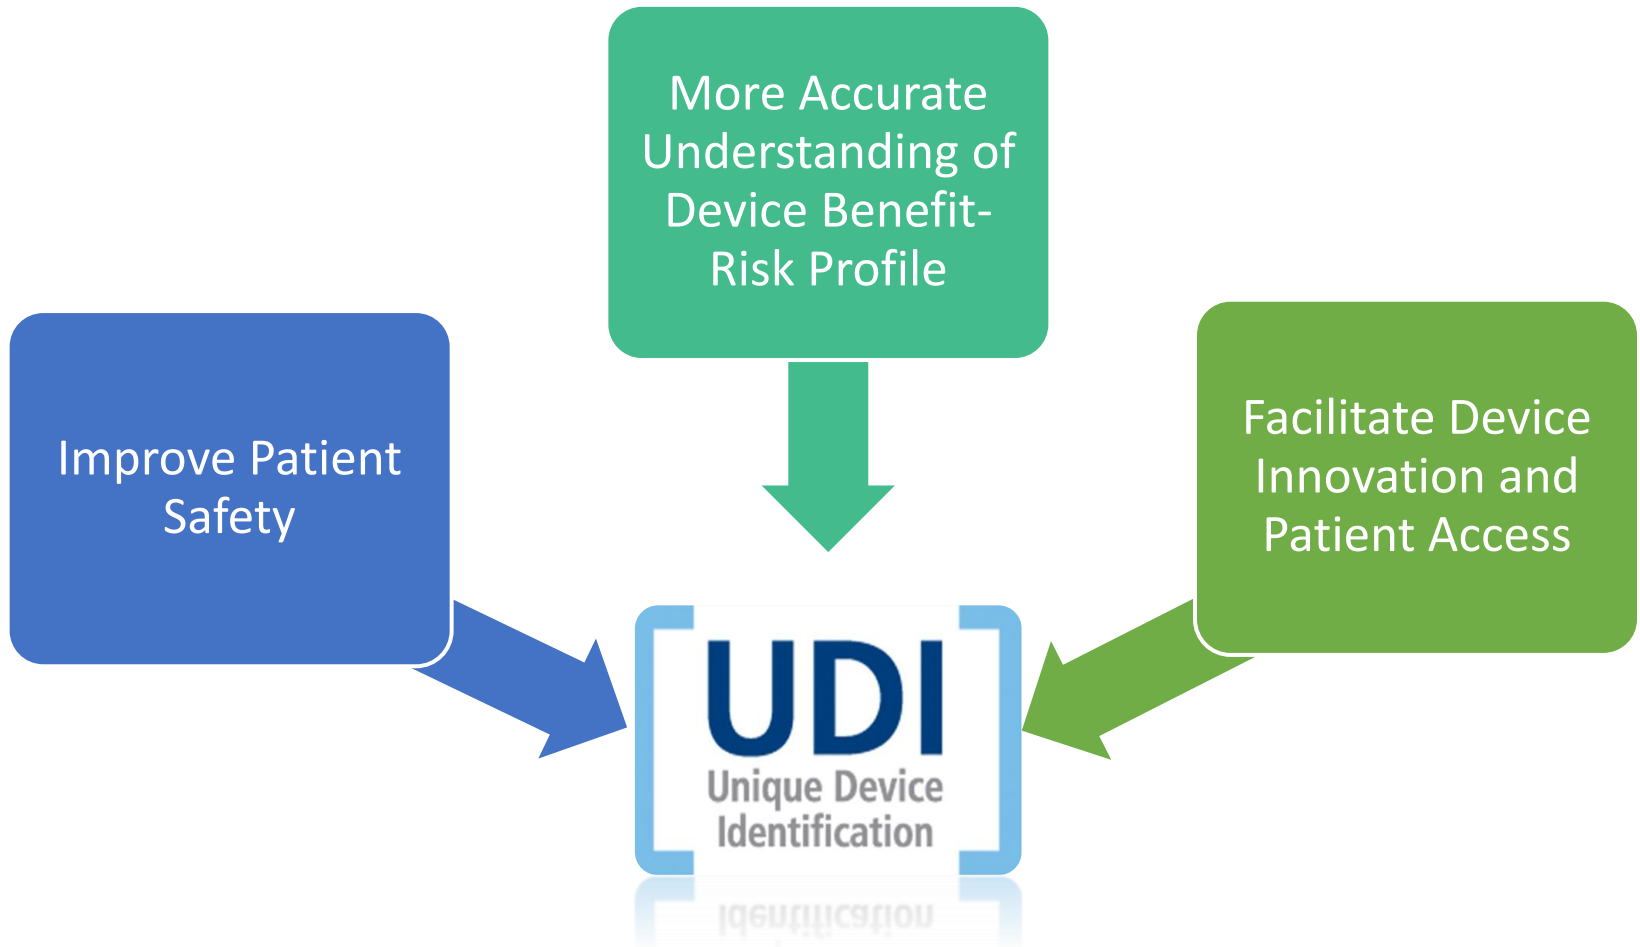 More Accurate
Understanding of
Device Benefit-
Risk Profile
Improve Patient
Safety
Facilitate Device
Innovation and
Patient Access
UDI
Unique Device
Identification
Identification